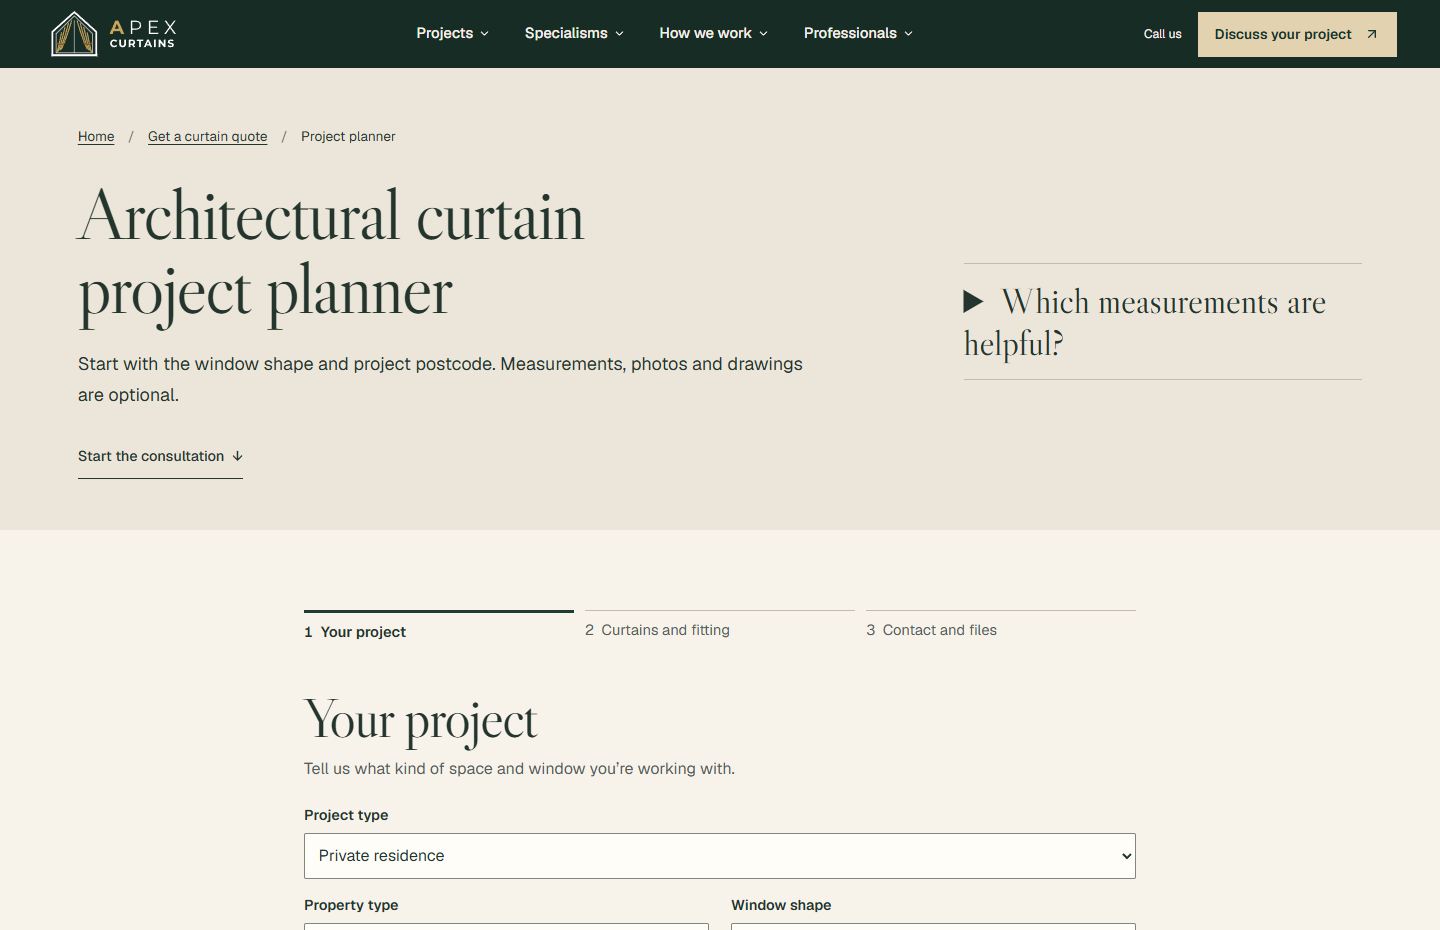 APEX
CURTAINS
Projects
Specialisms
How we work
Professionals
Call us
Discuss your project
Home / Get a curtain quote / Project planner
Architectural curtain
project planner
Start with the window shape and project postcode. Measurements, photos and drawings
are optional.
Start the consultation
Which measurements are
helpful?
1 Your project
2 Curtains and fitting
3 Contact and files
Your project
Tell us what kind of space and window you’re working with.
Project type
Private residence
Property type
Window shape